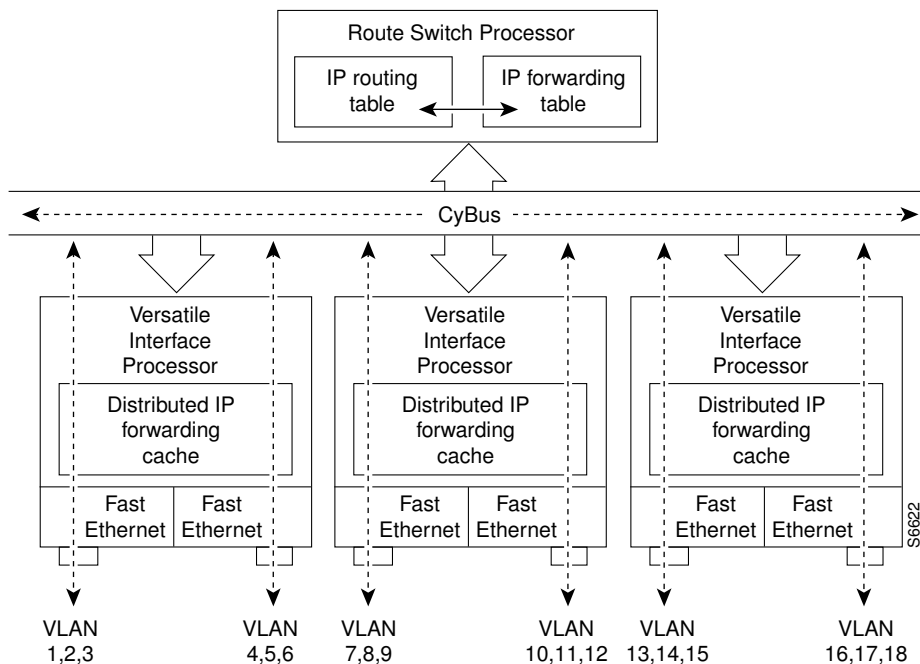 Route Switch Processor
IP routing
table
IP forwarding
table
CyBus
Versatile
Interface
Processor
Distributed IP
forwarding
cache
Fast
Ethernet
Fast
Ethernet
Versatile
Interface
Processor
Distributed IP
forwarding
cache
Fast
Ethernet
Fast
Ethernet
Versatile
Interface
Processor
Distributed IP
forwarding
cache
Fast
Ethernet
Fast
Ethernet
S6622
VLAN
1,2,3
VLAN
4,5,6
VLAN
7,8,9
VLAN
10,11,12
VLAN
13,14,15
VLAN
16,17,18